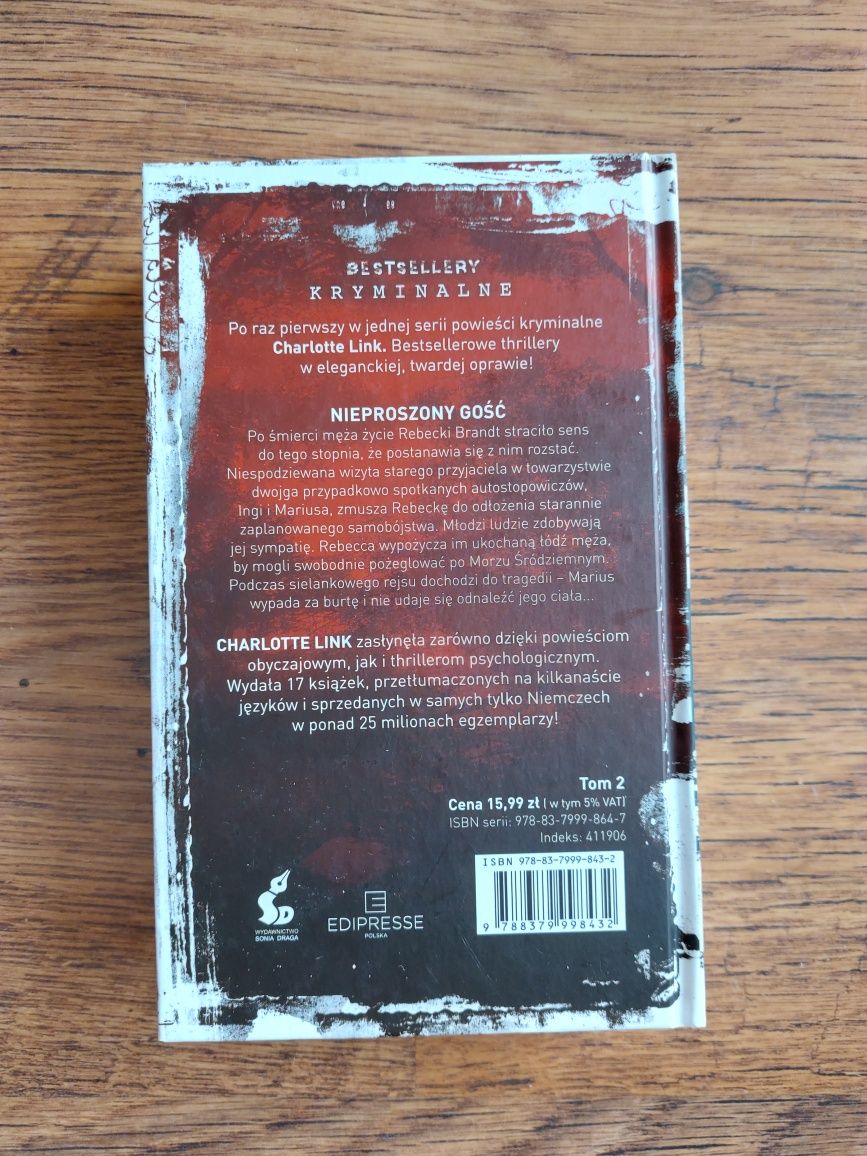 BESTSELLERY
KRYMINALNE
Po raz pierwszy w jednej serii powieści kryminalne
Charlotte Link. Bestsellerowe thrillery
w eleganckiej, twardej oprawie!
NIEPROSZONY GOŚĆ
Po śmierci męża życie Rebecki Brandt straciło sens
do tego stopnia, że postanawia się z nim rozstać.
Niespodziewana wizyta starego przyjaciela w towarzystwie
dwojga przypadkowo spotkanych autostopowiczów,
Ingi i Mariusa, zmusza Rebeckę do odłożenia starannie
zaplanowanego samobójstwa. Młodzi ludzie zdobywają
jej sympatię. Rebecca wypożycza im ukochaną łódź męża,
by mogli swobodnie pożeglować po Morzu Śródziemnym.
Podczas sielankowego rejsu dochodzi do tragedii – Marius
wypada za burtę i nie udaje się odnaleźć jego ciała...
CHARLOTTE LINK zasłynęła zarówno dzięki powieściom
obyczajowym, jak i thrillerom psychologicznym.
Wydała 17 książek, przetłumaczonych na kilkanaście
języków i sprzedanych w samych tylko Niemczech
w ponad 25 milionach egzemplarzy!
Tom 2
Cena 15,99 zł ( w tym 5% VAT)
ISBN serii: 978-83-7999-864-7
Indeks: 411906
ISBN 978-83-7999-843-2
9 788379 998432
SD
WYDAWNICTWO
SONIA DRAGA
E
EDIPRESSE
POLSKA